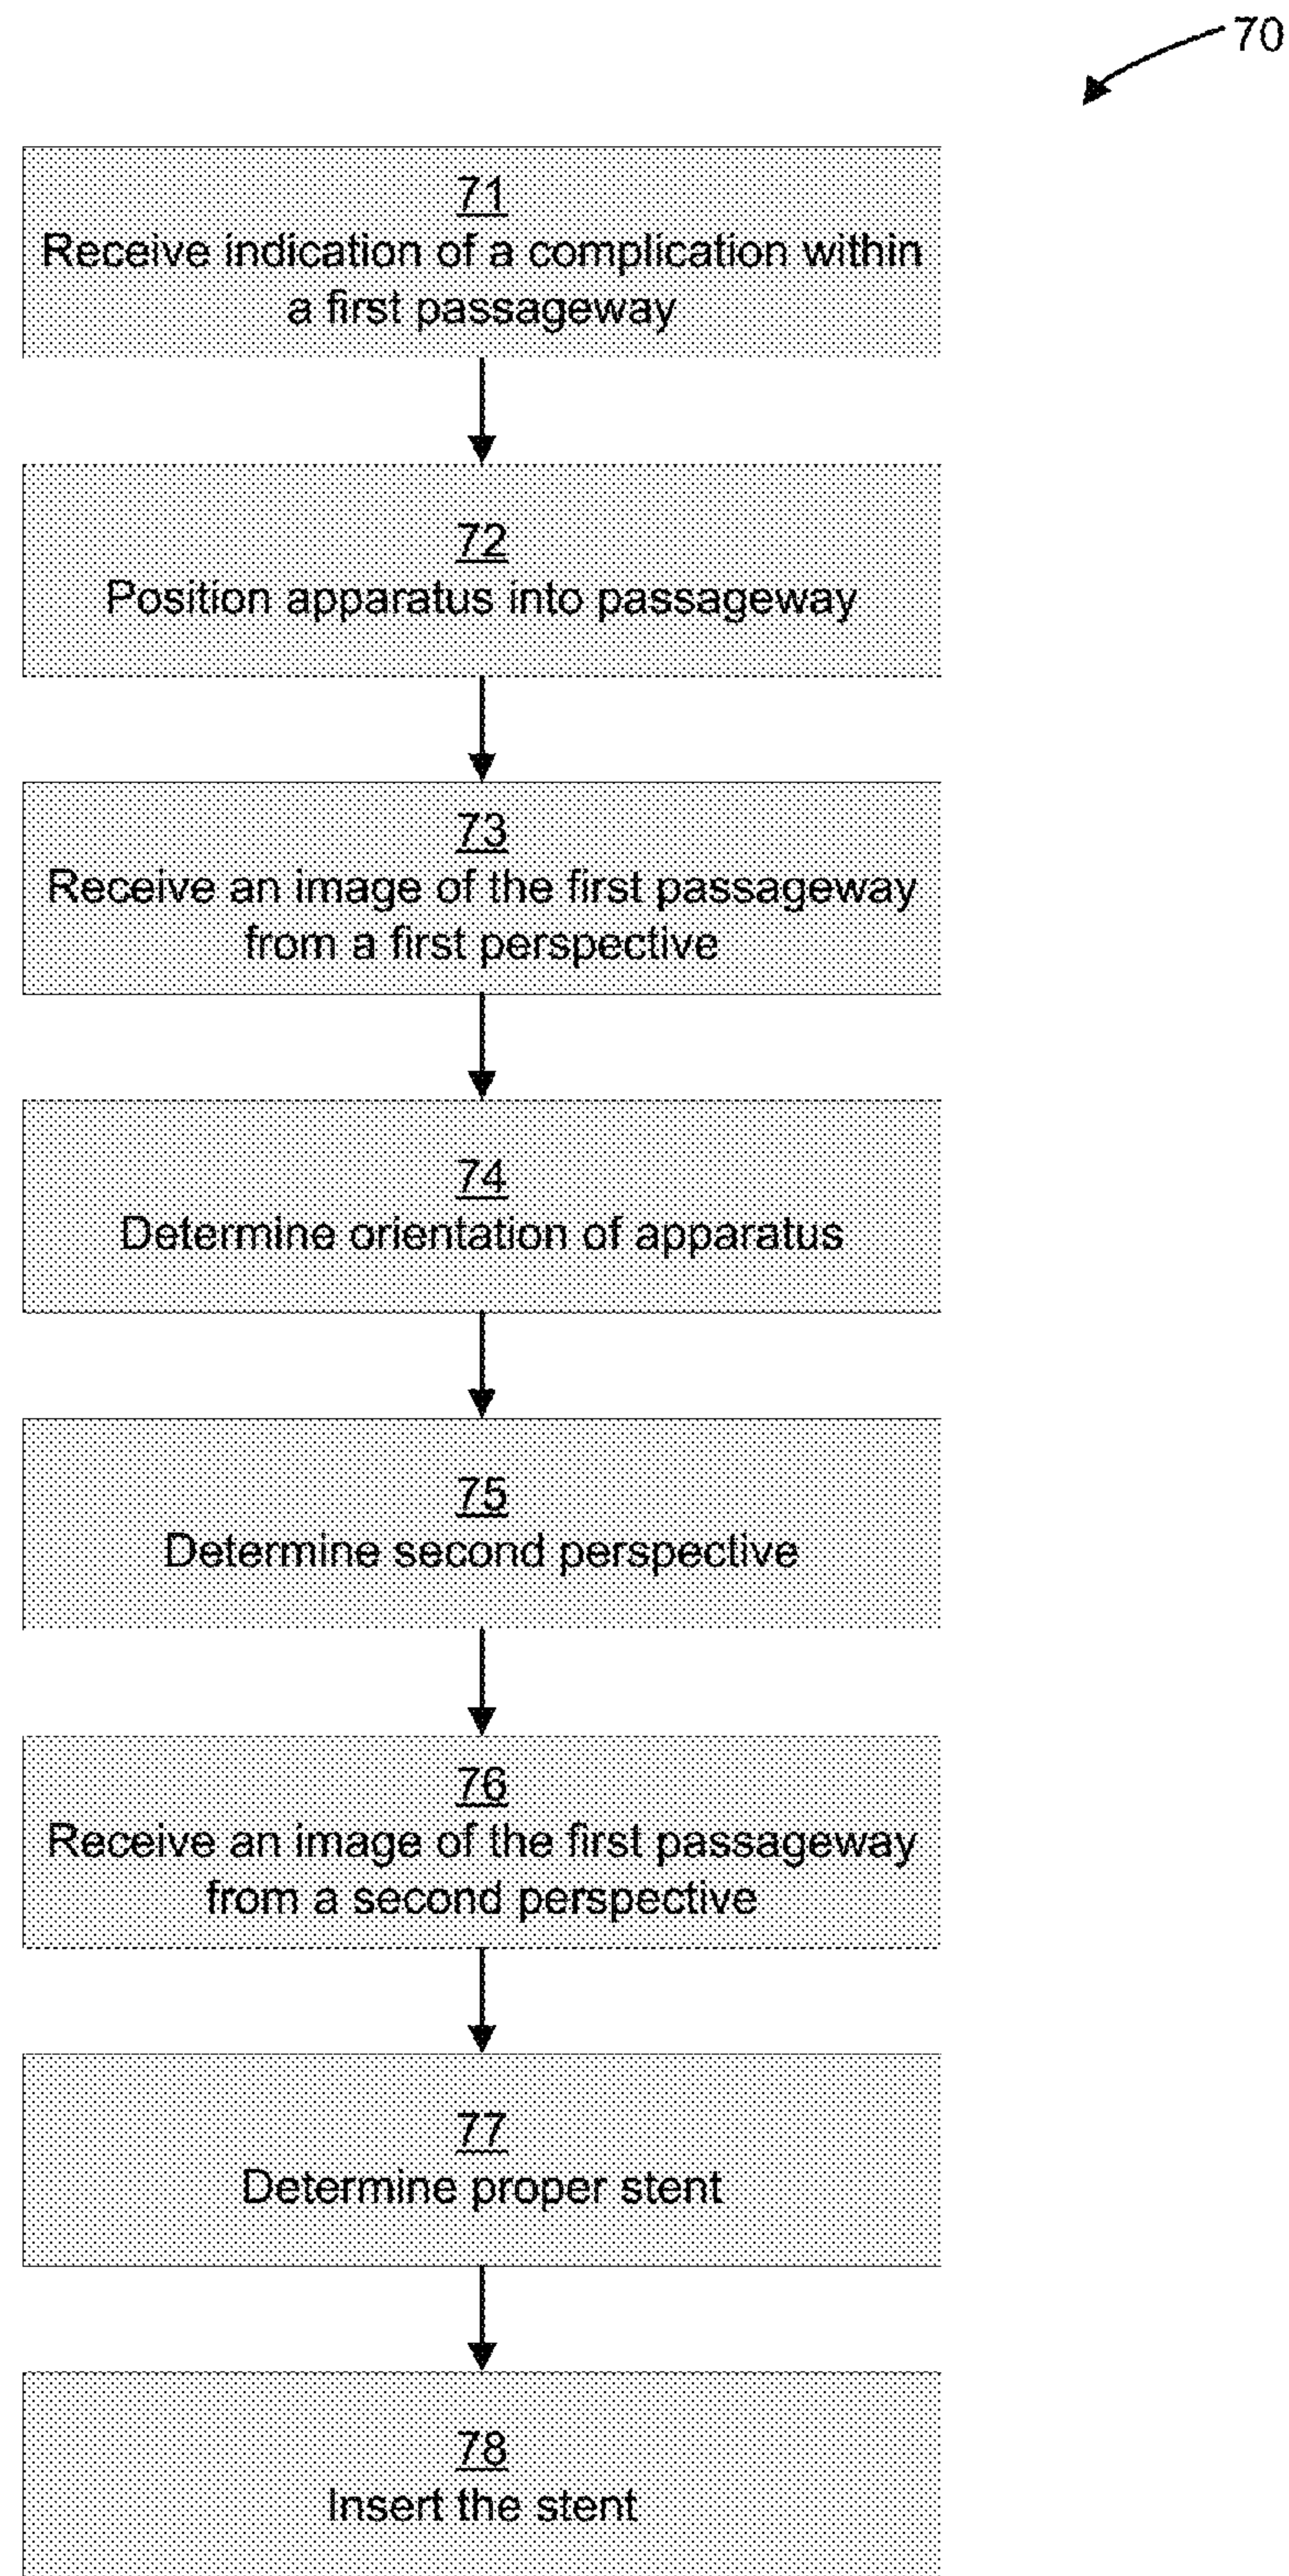 70
71
Receive indication of a complication within
a first passageway
72
Position apparatus into passageway
73
Receive an image of the first passageway
from a first perspective
74
Determine orientation of apparatus
75
Determine second perspective
76
Receive an image of the first passageway
from a second perspective
77
Determine proper stent
78
Insert the stent